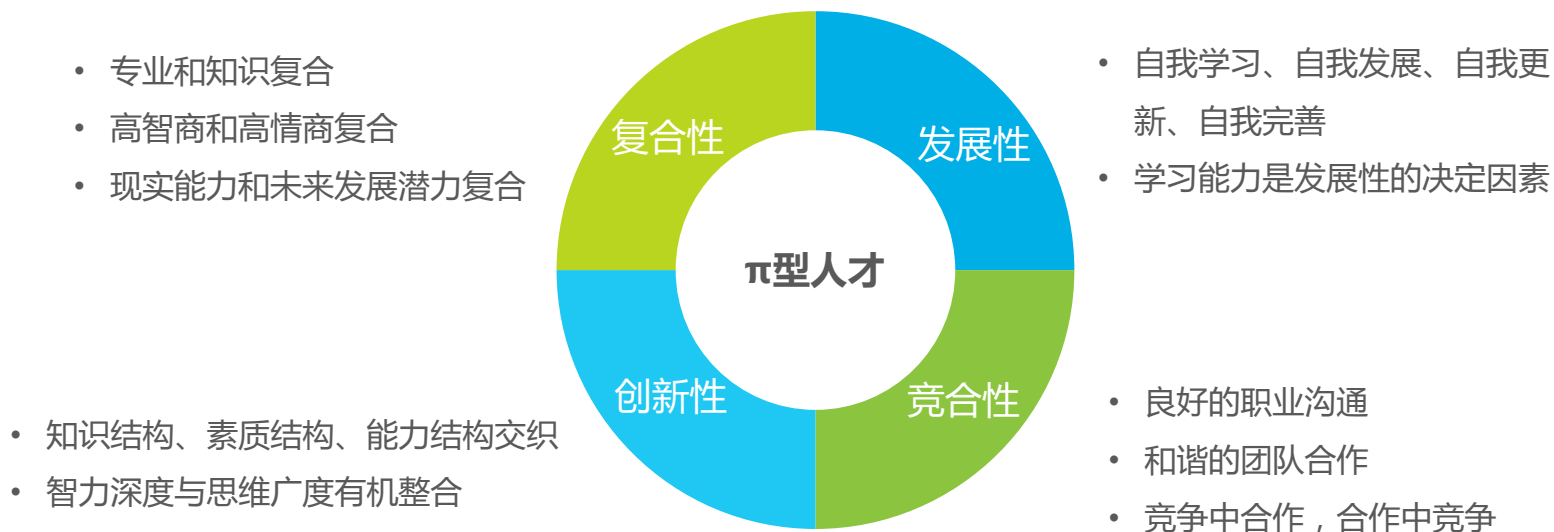 • 专业和知识复合
• 高智商和高情商复合
• 现实能力和未来发展潜力复合
复合性
发展性
• 自我学习、自我发展、自我更
新、自我完善
• 学习能力是发展性的决定因素
π型人才
创新性
竞合性
• 知识结构、素质结构、能力结构交织
• 智力深度与思维广度有机整合
• 良好的职业沟通
• 和谐的团队合作
• 竞争中合作，合作中竞争